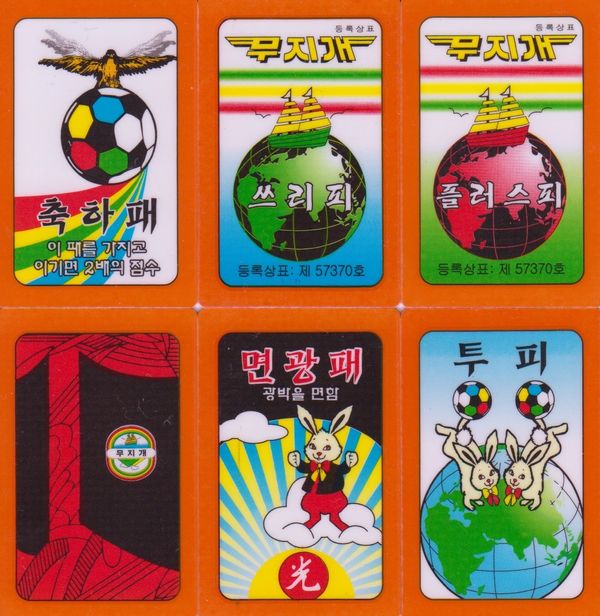 축하패
이 패를 가지고
이기면 2배의 점수
등록상표
무지개
쓰리피
등록상표: 제 57370호
등록상표
무지개
플러스피
등록상표: 제 57370호
무지개
면광패
광박을 면함
光
투피